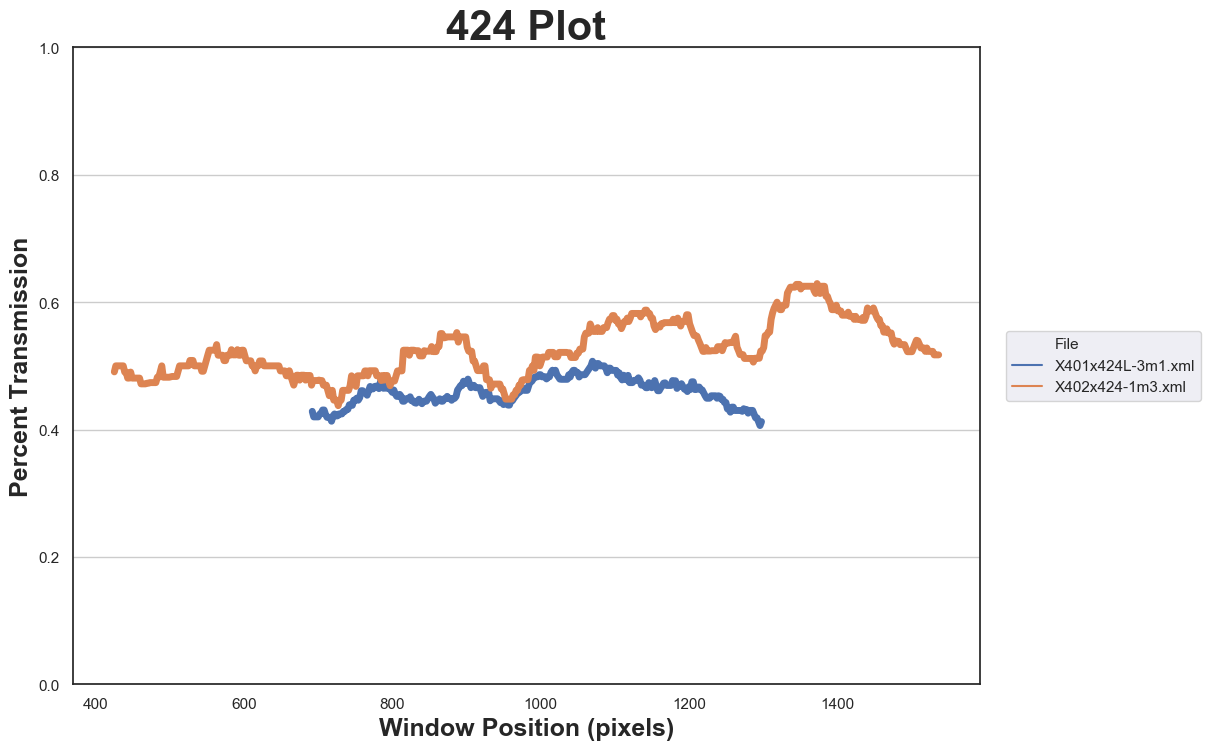 424 Plot
1.0
0.8
0.6
0.4
0.2
0.0
Percent Transmission
400 600 800 1000 1200 1400
Window Position (pixels)
File
X401x424L-3m1.xml
X402x424-1m3.xml